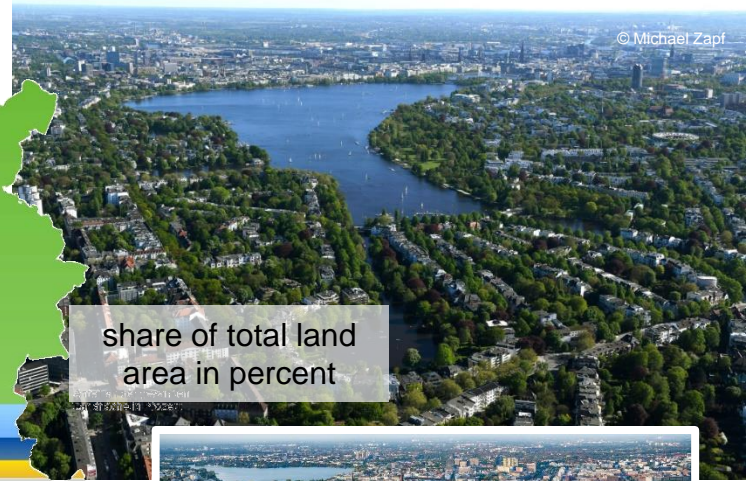 © Michael Zapf
share of total land
area in percent